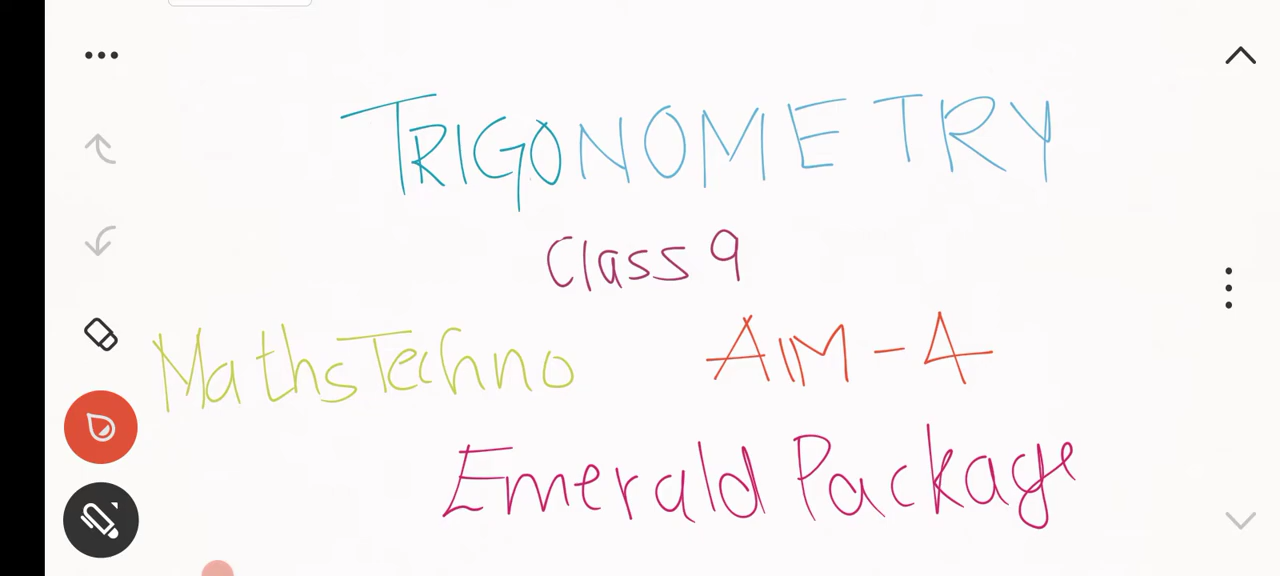 TRIGONOMETRY
Class 9
MathsTechno AIM - 4
Emerald Package